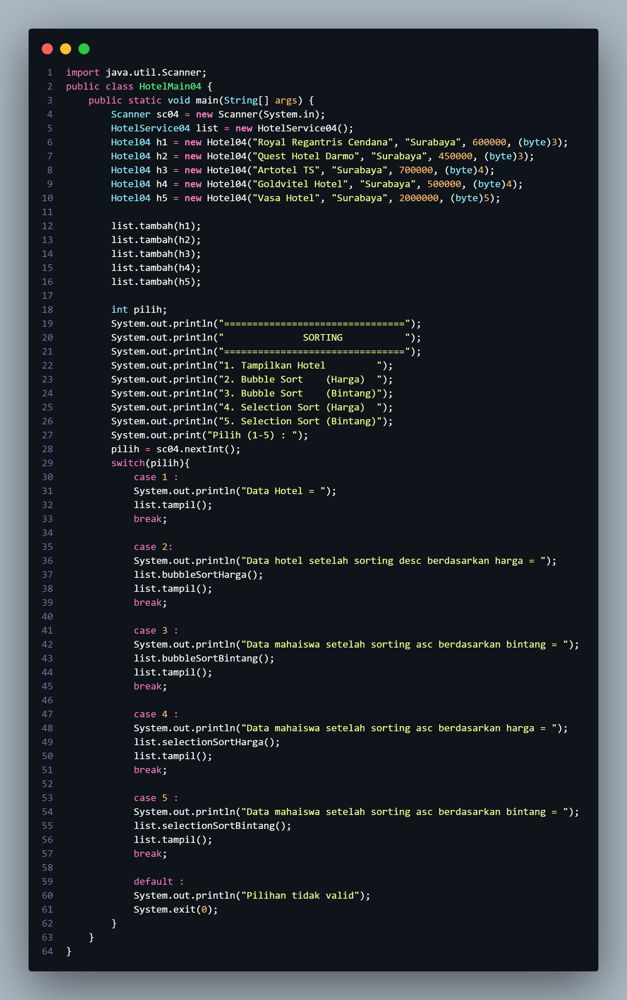 1 import java.util.Scanner;
2 public class HotelMain04 {
3     public static void main(String[] args) {
4         Scanner sc04 = new Scanner(System.in);
5         HotelService04 list = new HotelService04();
6         Hotel04 h1 = new Hotel04("Royal Regantris Cendana", "Surabaya", 600000, (byte)3);
7         Hotel04 h2 = new Hotel04("Quest Hotel Darmo", "Surabaya", 450000, (byte)3);
8         Hotel04 h3 = new Hotel04("Artotel TS", "Surabaya", 700000, (byte)4);
9         Hotel04 h4 = new Hotel04("Goldvitel Hotel", "Surabaya", 500000, (byte)4);
10         Hotel04 h5 = new Hotel04("Vasa Hotel", "Surabaya", 2000000, (byte)5);
11
12         list.tambah(h1);
13         list.tambah(h2);
14         list.tambah(h3);
15         list.tambah(h4);
16         list.tambah(h5);
17
18         int pilih;
19         System.out.println("================================");
20         System.out.println("              SORTING           ");
21         System.out.println("================================");
22         System.out.println("1. Tampilkan Hotel         ");
23         System.out.println("2. Bubble Sort    (Harga)  ");
24         System.out.println("3. Bubble Sort    (Bintang)");
25         System.out.println("4. Selection Sort (Harga)  ");
26         System.out.println("5. Selection Sort (Bintang)");
27         System.out.print("Pilih (1-5) : ");
28         pilih = sc04.nextInt();
29         switch(pilih){
30             case 1 :
31             System.out.println("Data Hotel = ");
32             list.tampil();
33             break;
34
35             case 2:
36             System.out.println("Data hotel setelah sorting desc berdasarkan harga = ");
37             list.bubbleSortHarga();
38             list.tampil();
39             break;
40
41             case 3 :
42             System.out.println("Data mahaiswa setelah sorting asc berdasarkan bintang = ");
43             list.bubbleSortBintang();
44             list.tampil();
45             break;
46
47             case 4 :
48             System.out.println("Data mahaiswa setelah sorting asc berdasarkan harga = ");
49             list.selectionSortHarga();
50             list.tampil();
51             break;
52
53             case 5 :
54             System.out.println("Data mahaiswa setelah sorting asc berdasarkan bintang = ");
55             list.selectionSortBintang();
56             list.tampil();
57             break;
58
59             default :
60             System.out.println("Pilihan tidak valid");
61             System.exit(0);
62         }
63     }
64 }